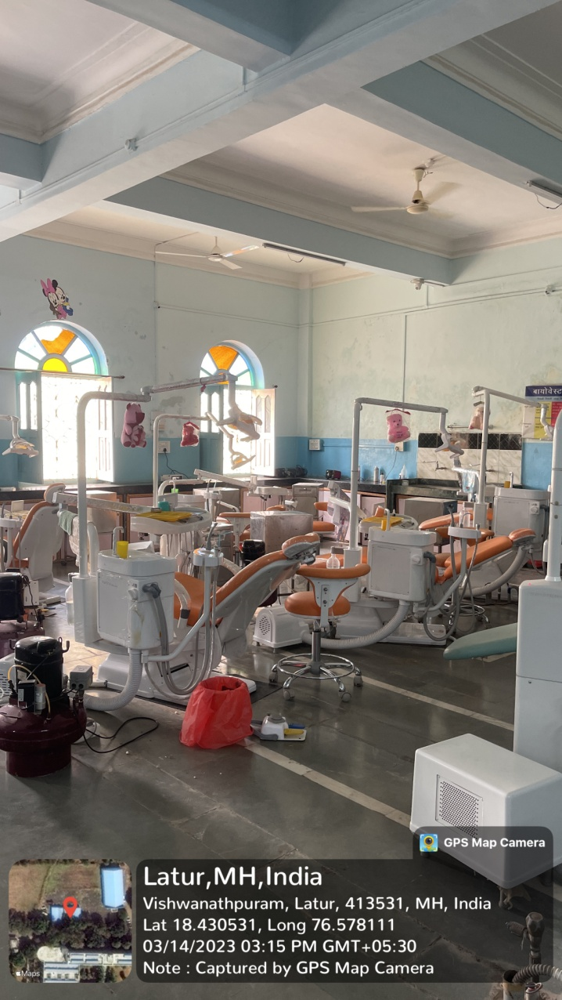 बायोवेस्ट
GPS Map Camera
Latur,MH,India
Vishwanathpuram, Latur, 413531, MH, India
Lat 18.430531, Long 76.578111
03/14/2023 03:15 PM GMT+05:30
Note : Captured by GPS Map Camera
Maps